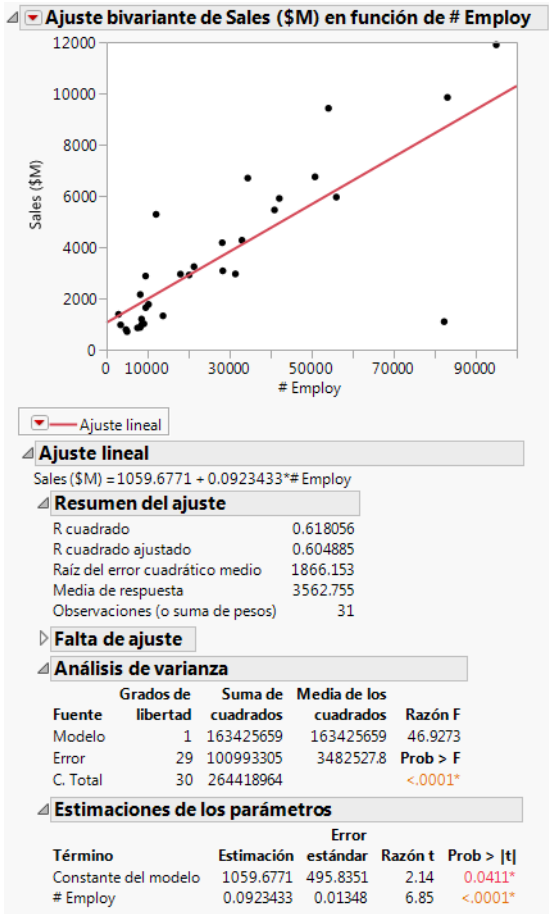 Ajuste bivariante de Sales ($M) en función de # Employ
12000
10000
8000
6000
4000
2000
0
Sales ($M)
0 10000 30000 50000 70000 90000
# Employ
Ajuste lineal
Ajuste lineal
Sales ($M) = 1059.6771 + 0.0923433*# Employ
Resumen del ajuste
R cuadrado 0.618056
R cuadrado ajustado 0.604885
Raíz del error cuadrático medio 1866.153
Media de respuesta 3562.755
Observaciones (o suma de pesos) 31
Falta de ajuste
Análisis de varianza
Grados de Suma de Media de los
Fuente libertad cuadrados cuadrados Razón F
Modelo 1 163425659 163425659 46.9273
Error 29 100993305 3482527.8 Prob > F
C. Total 30 264418964 <.0001*
Estimaciones de los parámetros
Error
Término Estimación estándar Razón t Prob > |t|
Constante del modelo 1059.6771 495.8351 2.14 0.0411*
# Employ 0.0923433 0.01348 6.85 <.0001*